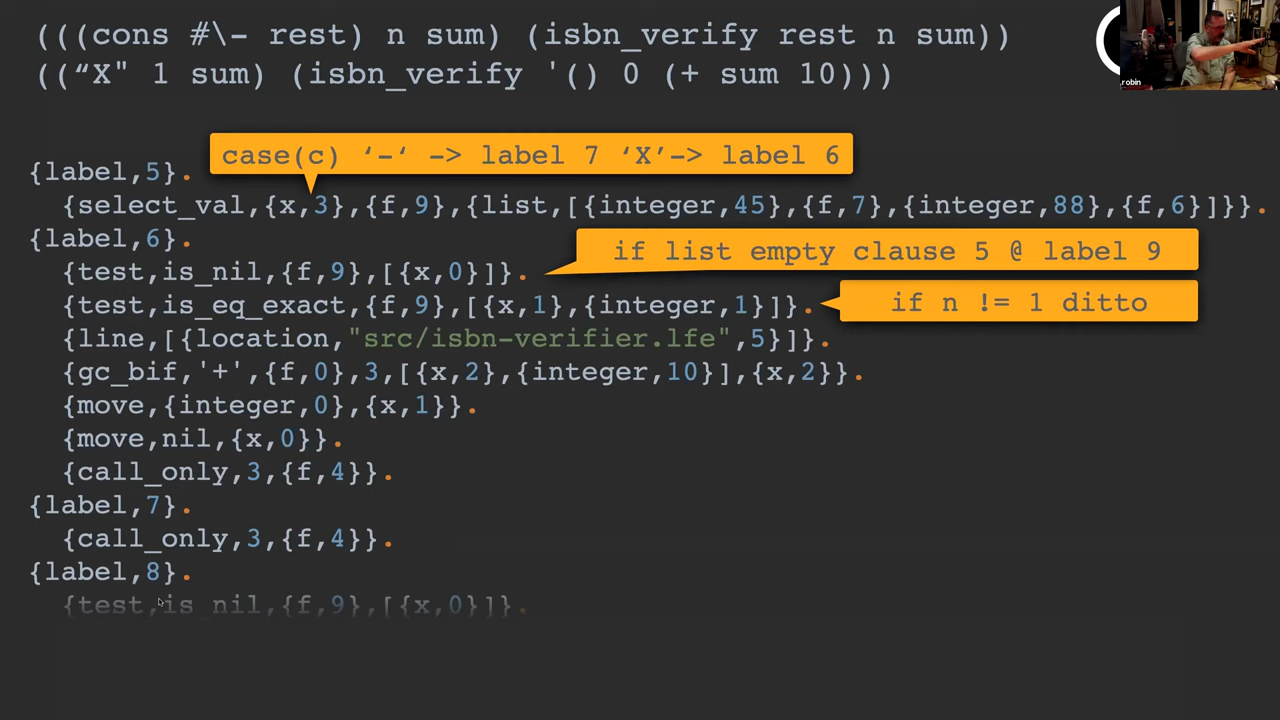 (((cons #\- rest) n sum) (isbn_verify rest n sum))
((“X" 1 sum) (isbn_verify '() 0 (+ sum 10)))
robin
case(c) ‘-‘ -> label 7 ‘X’-> label 6
{label,5}.
{select_val,{x,3},{f,9},{list,[{integer,45},{f,7},{integer,88},{f,6}]}}.
{label,6}.
if list empty clause 5 @ label 9
{test,is_nil,{f,9},[{x,0}]}.
{test,is_eq_exact,{f,9},[{x,1},{integer,1}]}.
if n != 1 ditto
{line,[{location,"src/isbn-verifier.lfe",5}]}.
{gc_bif,'+',{f,0},3,[{x,2},{integer,10}],{x,2}}.
{move,{integer,0},{x,1}}.
{move,nil,{x,0}}.
{call_only,3,{f,4}}.
{label,7}.
{call_only,3,{f,4}}.
{label,8}.
{test,is_nil,{f,9},[{x,0}]}.